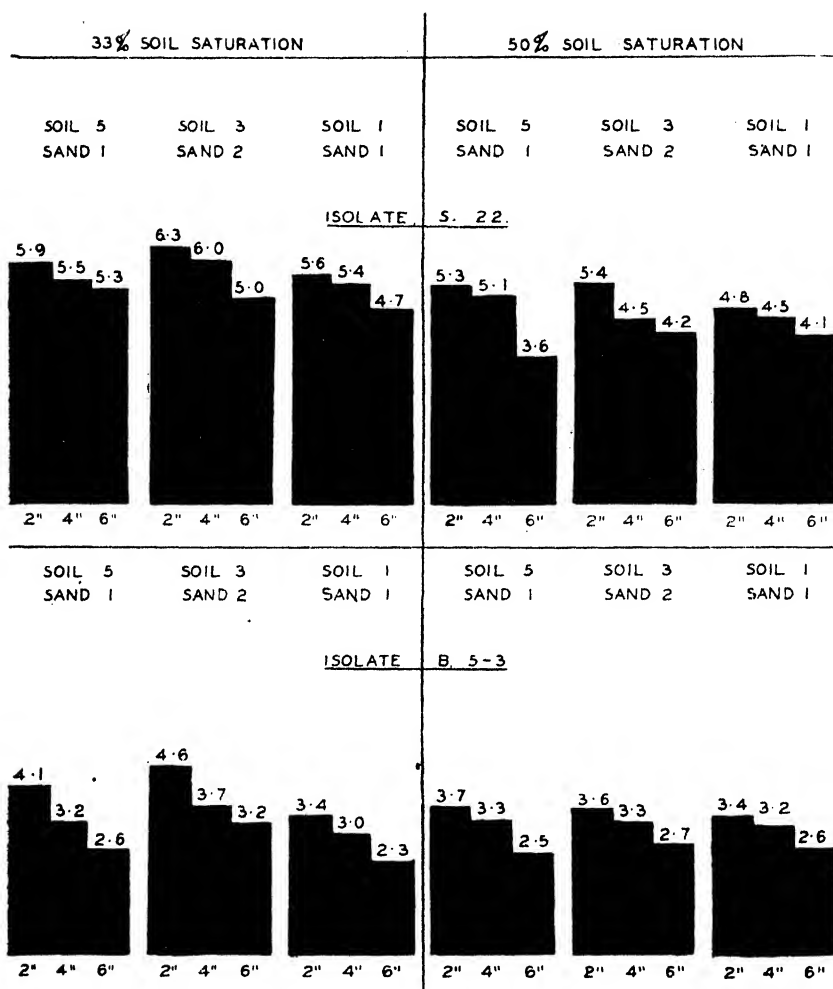 33% SOIL SATURATION 50% SOIL SATURATION
SOIL 5 SOIL 3 SOIL 1 SOIL 5 SOIL 3 SOIL 1
SAND 1 SAND 2 SAND 1 SAND 1 SAND 2 SAND 1
ISOLATE S. 22.
5·9 5·5 5·3 6·3 6·0 5·0 5·6 5·4 4·7 5·3 5·1 3·6 5·4 4·5 4·2 4·8 4·5 4·1
2" 4" 6" 2" 4" 6" 2" 4" 6" 2" 4" 6" 2" 4" 6" 2" 4" 6"
SOIL 5 SOIL 3 SOIL 1 SOIL 5 SOIL 3 SOIL 1
SAND 1 SAND 2 SAND 1 SAND 1 SAND 2 SAND 1
ISOLATE B. 5-3
4·1 3·2 2·6 4·6 3·7 3·2 3·4 3·0 2·3 3·7 3·3 2·5 3·6 3·3 2·7 3·4 3·2 2·6
2" 4" 6" 2" 4" 6" 2" 4" 6" 2" 4" 6" 2" 4" 6" 2" 4" 6"